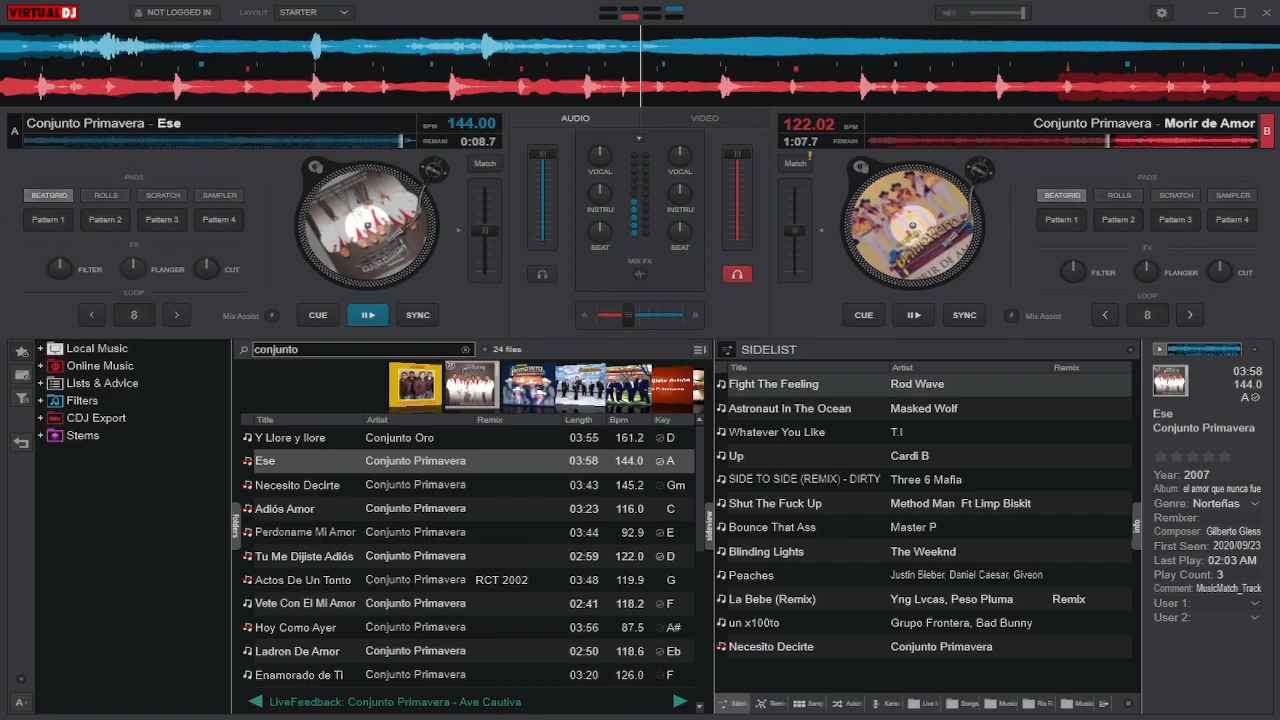 VIRTUAL DJ NOT LOGGED IN LAYOUT STARTER
A Conjunto Primavera - Ese BPM 144.00
REMAIN 0:08.7
AUDIO VIDEO
122.02 BPM Conjunto Primavera - Morir de Amor B
1:07.7 REMAIN
Match
PADS
BEATGRID ROLLS SCRATCH SAMPLER
Pattern 1 Pattern 2 Pattern 3 Pattern 4
FX
FILTER FLANGER CUT
LOOP
8 Mix Assist CUE SYNC
VOCAL VOCAL
INSTRU INSTRU
BEAT BEAT
MIX FX
A B
Match
PADS
BEATGRID ROLLS SCRATCH SAMPLER
Pattern 1 Pattern 2 Pattern 3 Pattern 4
FX
FILTER FLANGER CUT
LOOP
CUE SYNC Mix Assist 8
Local Music
Online Music
Lists & Advice
Filters
CDJ Export
Stems
folders
conjunto 24 files
Title Artist Remix Length Bpm Key
Y Llore y llore Conjunto Oro 03:55 161.2 D
Ese Conjunto Primavera 03:58 144.0 A
Necesito Decirte Conjunto Primavera 03:43 145.2 Gm
Adiós Amor Conjunto Primavera 03:23 116.0 C
Perdoname Mi Amor Conjunto Primavera 03:44 92.9 E
Tu Me Dijiste Adiós Conjunto Primavera 02:59 122.0 D
Actos De Un Tonto Conjunto Primavera RCT 2002 03:48 119.9 G
Vete Con El Mi Amor Conjunto Primavera 02:41 118.2 F
Hoy Como Ayer Conjunto Primavera 03:56 87.5 A#
Ladron De Amor Conjunto Primavera 02:50 118.6 Eb
Enamorado de Ti Conjunto Primavera 03:20 126.0 F
LiveFeedback: Conjunto Primavera - Ave Cautiva
sideview
SIDELIST
Title Artist Remix
Fight The Feeling Rod Wave
Astronaut In The Ocean Masked Wolf
Whatever You Like T.I
Up Cardi B
SIDE TO SIDE (REMIX) - DIRTY Three 6 Mafia
Shut The Fuck Up Method Man Ft Limp Biskit
Bounce That Ass Master P
Blinding Lights The Weeknd
Peaches Justin Bieber, Daniel Caesar, Giveon
La Bebe (Remix) Yng Lvcas, Peso Pluma Remix
un x100to Grupo Frontera, Bad Bunny
Necesito Decirte Conjunto Primavera
Sideli Remi Samp Autor Kara Live Songs Music Rix Music
info
03:58
144.0
A
Ese
Conjunto Primavera
Year: 2007
Album: el amor que nunca fue
Genre: Norteñas
Remixer:
Composer: Gilberto Gless
First Seen: 2020/09/23
Last Play: 02:03 AM
Play Count: 3
Comment: MusicMatch_Track
User 1:
User 2:
A